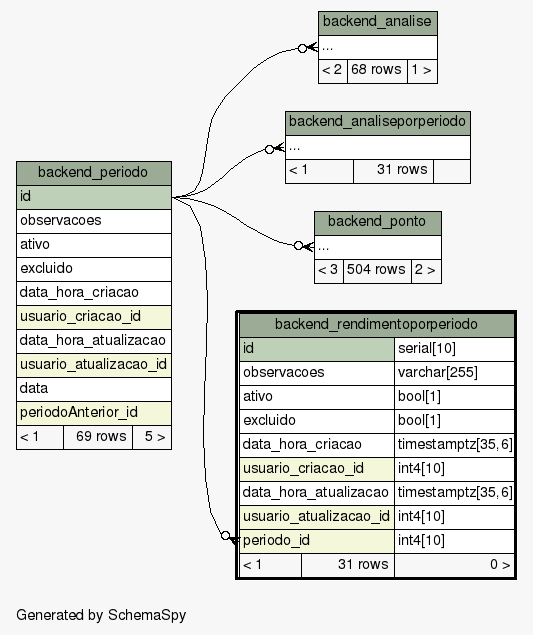 backend_analise
...
< 2 68 rows 1 >
backend_analiseporperiodo
...
< 1 31 rows
backend_periodo
id
observacoes
ativo
excluido
data_hora_criacao
usuario_criacao_id
data_hora_atualizacao
usuario_atualizacao_id
data
periodoAnterior_id
< 1 69 rows 5 >
backend_ponto
...
< 3 504 rows 2 >
backend_rendimentoporperiodo
id serial[10]
observacoes varchar[255]
ativo bool[1]
excluido bool[1]
data_hora_criacao timestamptz[35,6]
usuario_criacao_id int4[10]
data_hora_atualizacao timestamptz[35,6]
usuario_atualizacao_id int4[10]
periodo_id int4[10]
< 1 31 rows 0 >
Generated by SchemaSpy